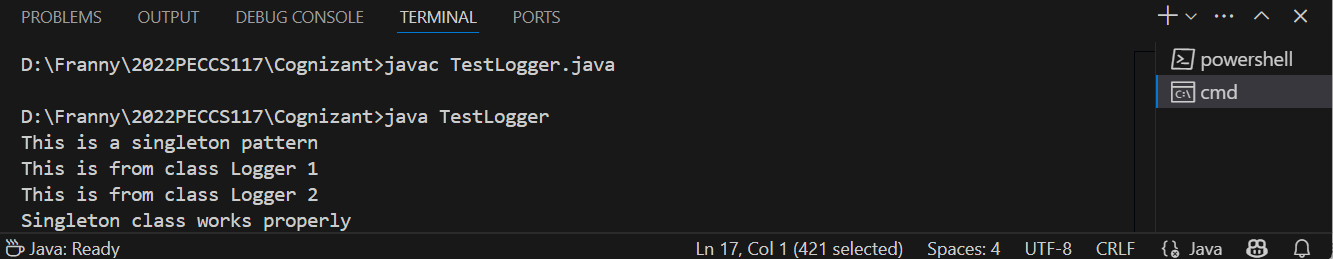 PROBLEMS OUTPUT DEBUG CONSOLE TERMINAL PORTS
D:\Franny\2022PECCS117\Cognizant>javac TestLogger.java
powershell
cmd
D:\Franny\2022PECCS117\Cognizant>java TestLogger
This is a singleton pattern
This is from class Logger 1
This is from class Logger 2
Singleton class works properly
Java: Ready Ln 17, Col 1 (421 selected) Spaces: 4 UTF-8 CRLF Java